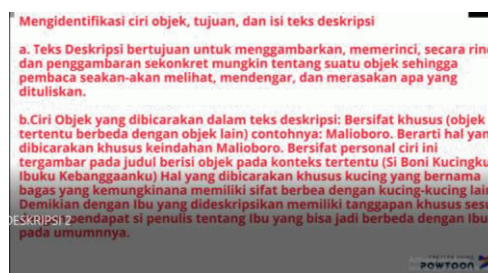 Mengidentifikasi ciri objek, tujuan, dan isi teks deskripsi
a. Teks Deskripsi bertujuan untuk menggambarkan, memerinci, secara rin
dan penggambaran sekonkret mungkin tentang suatu objek sehingga
pembaca seakan-akan melihat, mendengar, dan merasakan apa yang
dituliskan.
b.Ciri Objek yang dibicarakan dalam teks deskripsi: Bersifat khusus (objek
tertentu berbeda dengan objek lain) contohnya: Malioboro. Berarti hal yan
dibicarakan khusus keindahan Malioboro. Bersifat personal ciri ini
tergambar pada judul berisi objek pada konteks tertentu (Si Boni Kucingku
Ibuku Kebanggaanku) Hal yang dibicarakan khusus kucing yang bernama
bagas yang kemungkinana memiliki sifat berbea dengan kucing-kucing lain
Demikian dengan Ibu yang dideskripsikan memiliki tanggapan khusus sesu
pendapat si penulis tentang Ibu yang bisa jadi berbeda dengan Ibu
DESKRIPSI 2
pada umumnnya.
POWTOON